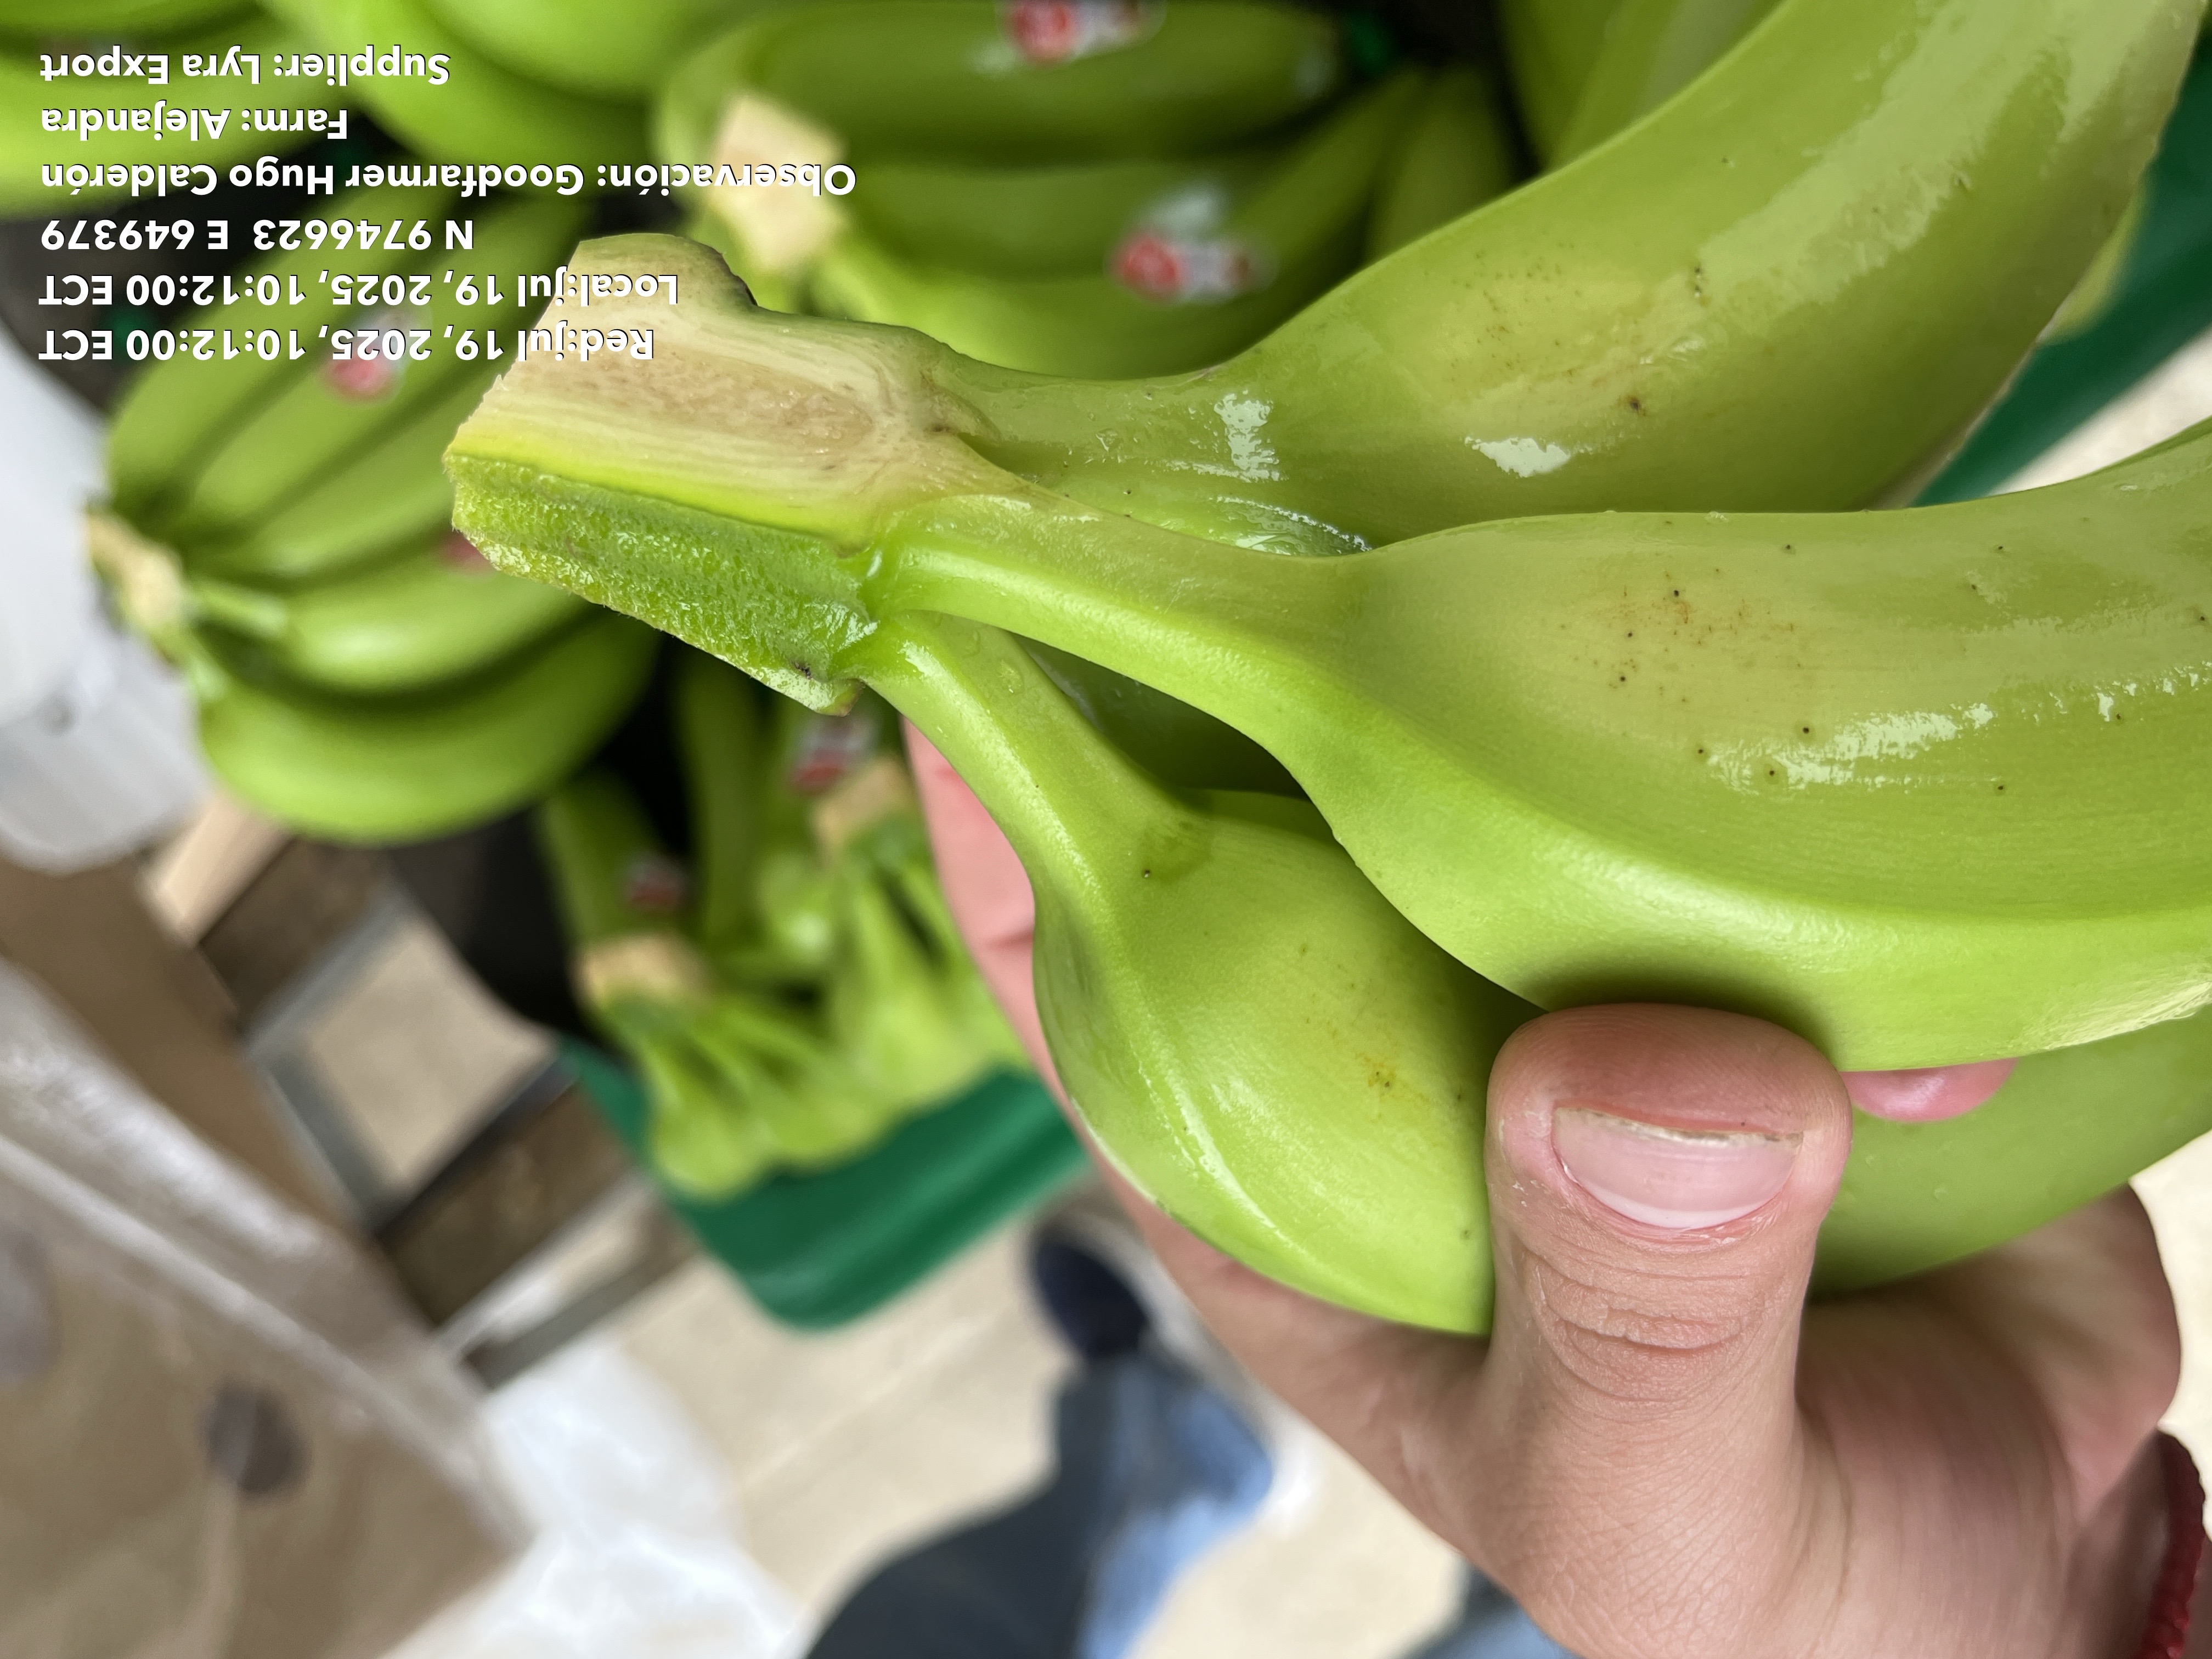 Red:jul 19, 2025, 10:12:00 ECT
Local:jul 19, 2025, 10:12:00 ECT
N 9746623 E 649379
Observación: Goodfarmer Hugo Calderón
Farm: Alejandra
Supplier: Lyra Export